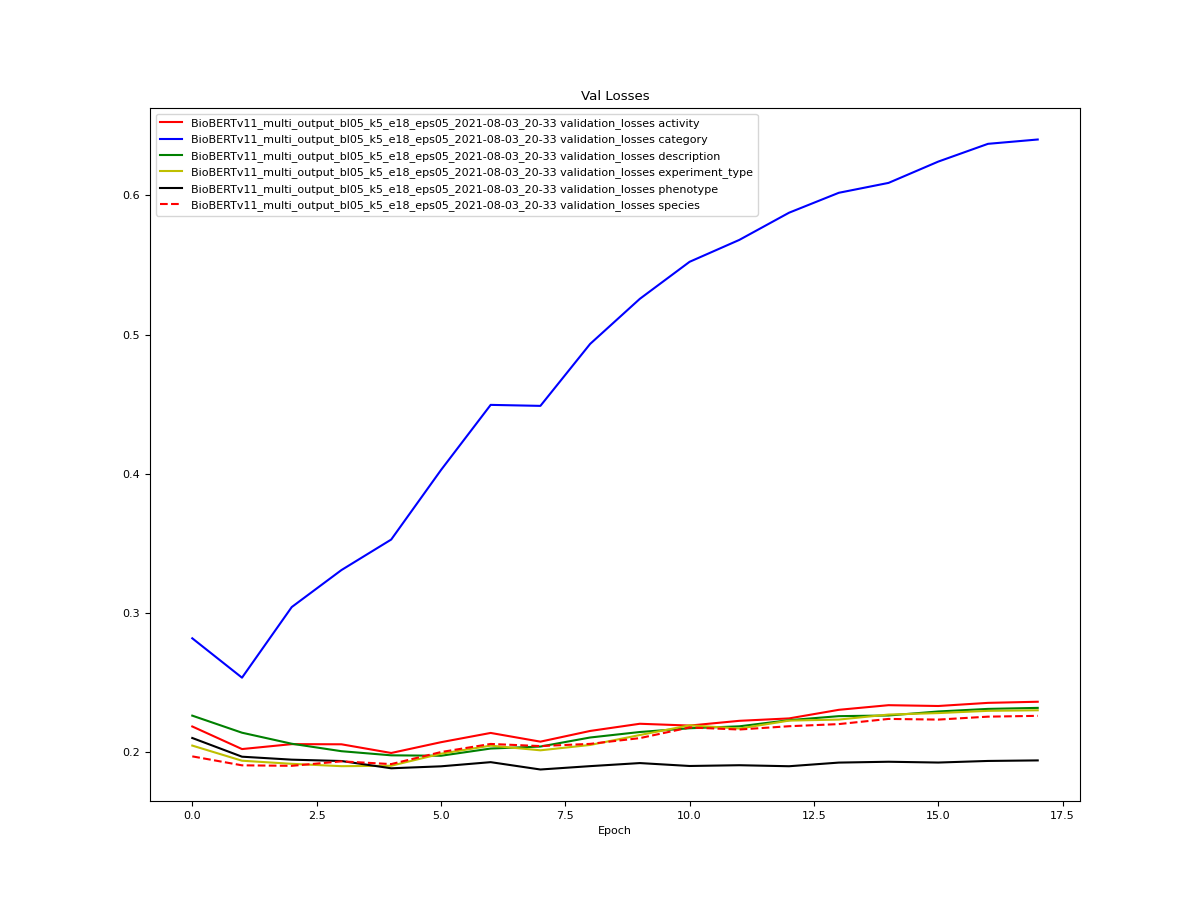 Val Losses
BioBERTv11_multi_output_bl05_k5_e18_eps05_2021-08-03_20-33 validation_losses activity
BioBERTv11_multi_output_bl05_k5_e18_eps05_2021-08-03_20-33 validation_losses category
BioBERTv11_multi_output_bl05_k5_e18_eps05_2021-08-03_20-33 validation_losses description
BioBERTv11_multi_output_bl05_k5_e18_eps05_2021-08-03_20-33 validation_losses experiment_type
BioBERTv11_multi_output_bl05_k5_e18_eps05_2021-08-03_20-33 validation_losses phenotype
BioBERTv11_multi_output_bl05_k5_e18_eps05_2021-08-03_20-33 validation_losses species
0.6
0.5
0.4
0.3
0.2
0.0 2.5 5.0 7.5 10.0 12.5 15.0 17.5
Epoch